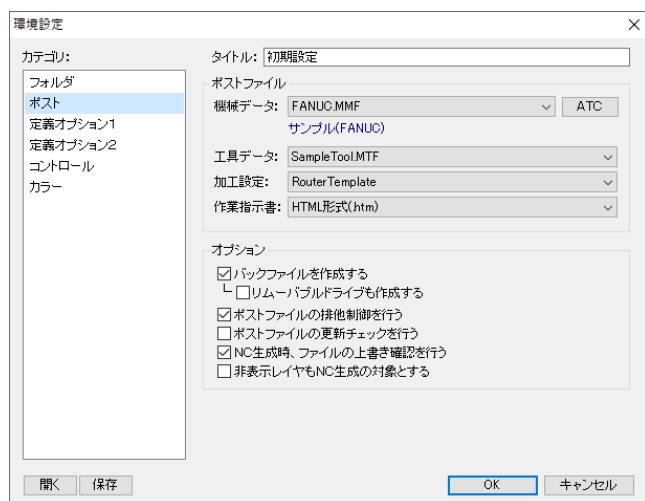 環境設定
カテゴリ:
フォルダ
ポスト
定義オプション1
定義オプション2
コントロール
カラー
タイトル: 初期設定
ポストファイル
機械データ: FANUC.MMF ATC
サンプル(FANUC)
工具データ: SampleTool.MTF
加工設定: RouterTemplate
作業指示書: HTML形式(.htm)
オプション
バックファイルを作成する
リムーバブルドライブも作成する
ポストファイルの排他制御を行う
ポストファイルの更新チェックを行う
NC生成時、ファイルの上書き確認を行う
非表示レイヤもNC生成の対象とする
開く 保存 OK キャンセル